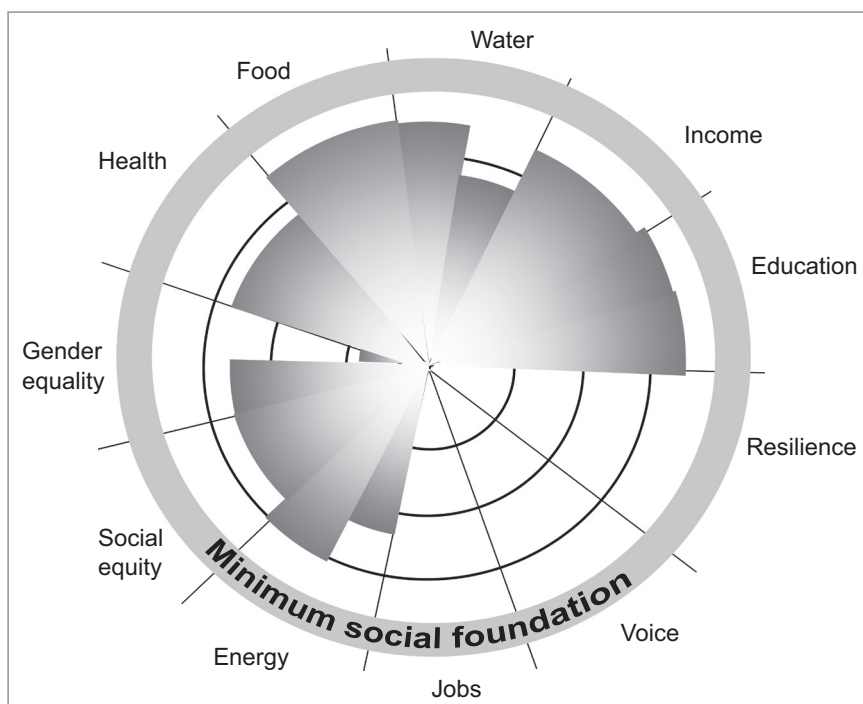 Water
Food
Income
Health
Education
Gender
equality
Resilience
Social
equity
Minimum social foundation
Voice
Energy
Jobs